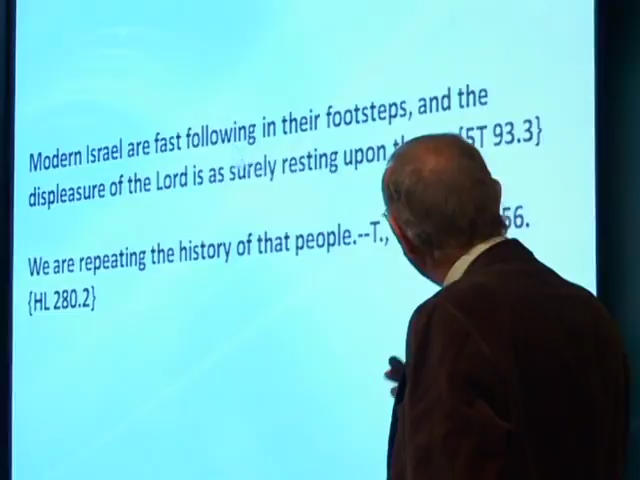 Modern Israel are fast following in their footsteps, and the
displeasure of the Lord is as surely resting upon {5T 93.3}
We are repeating the history of that people.--T., 56.
{HL 280.2}